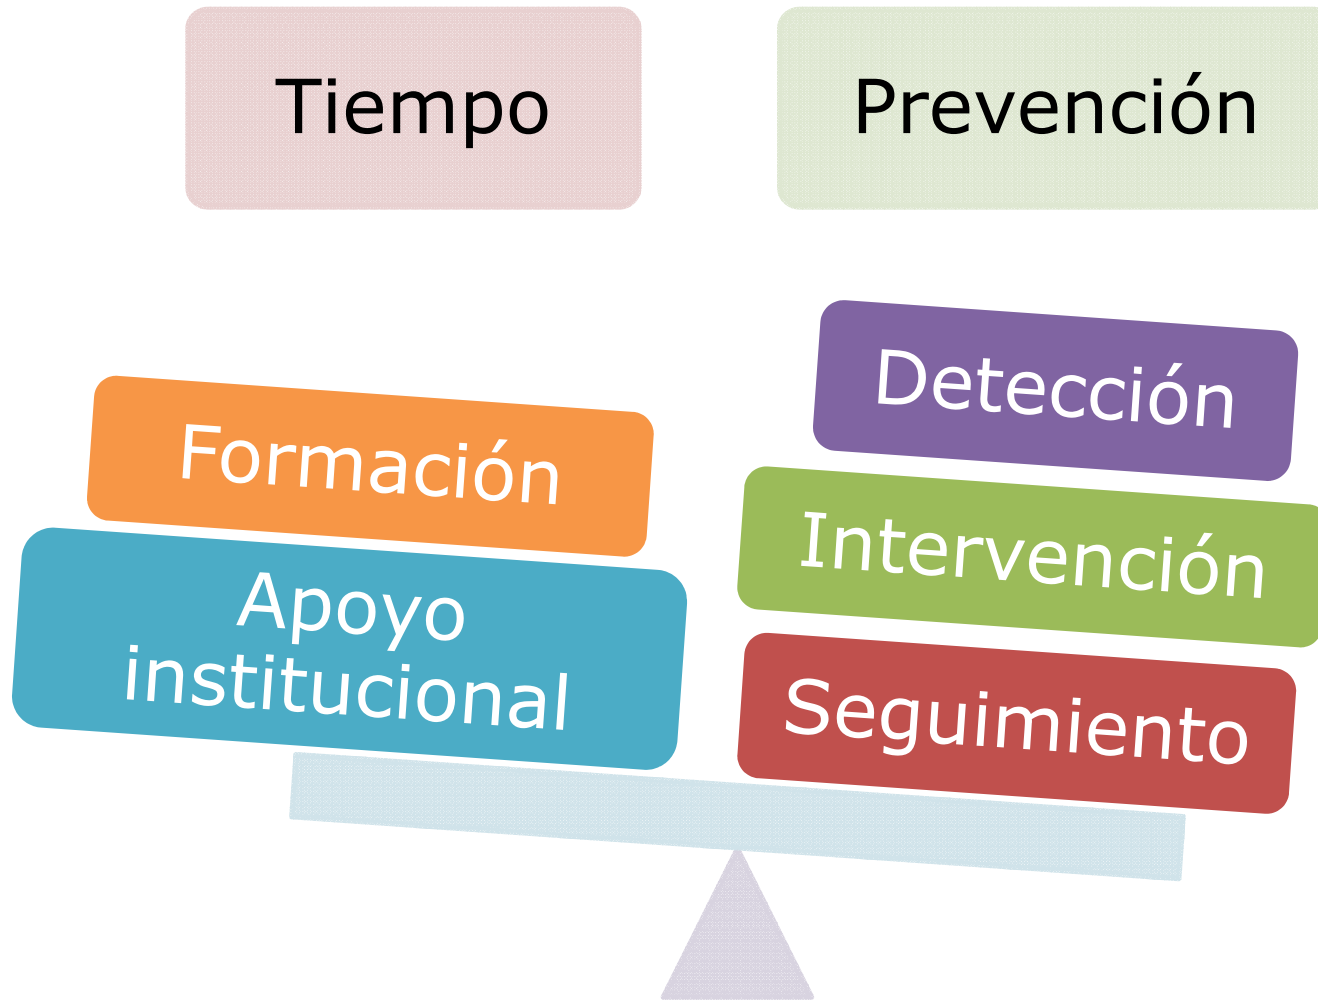 Tiempo
Prevención
Formación
Apoyo
institucional
Detección
Intervención
Seguimiento